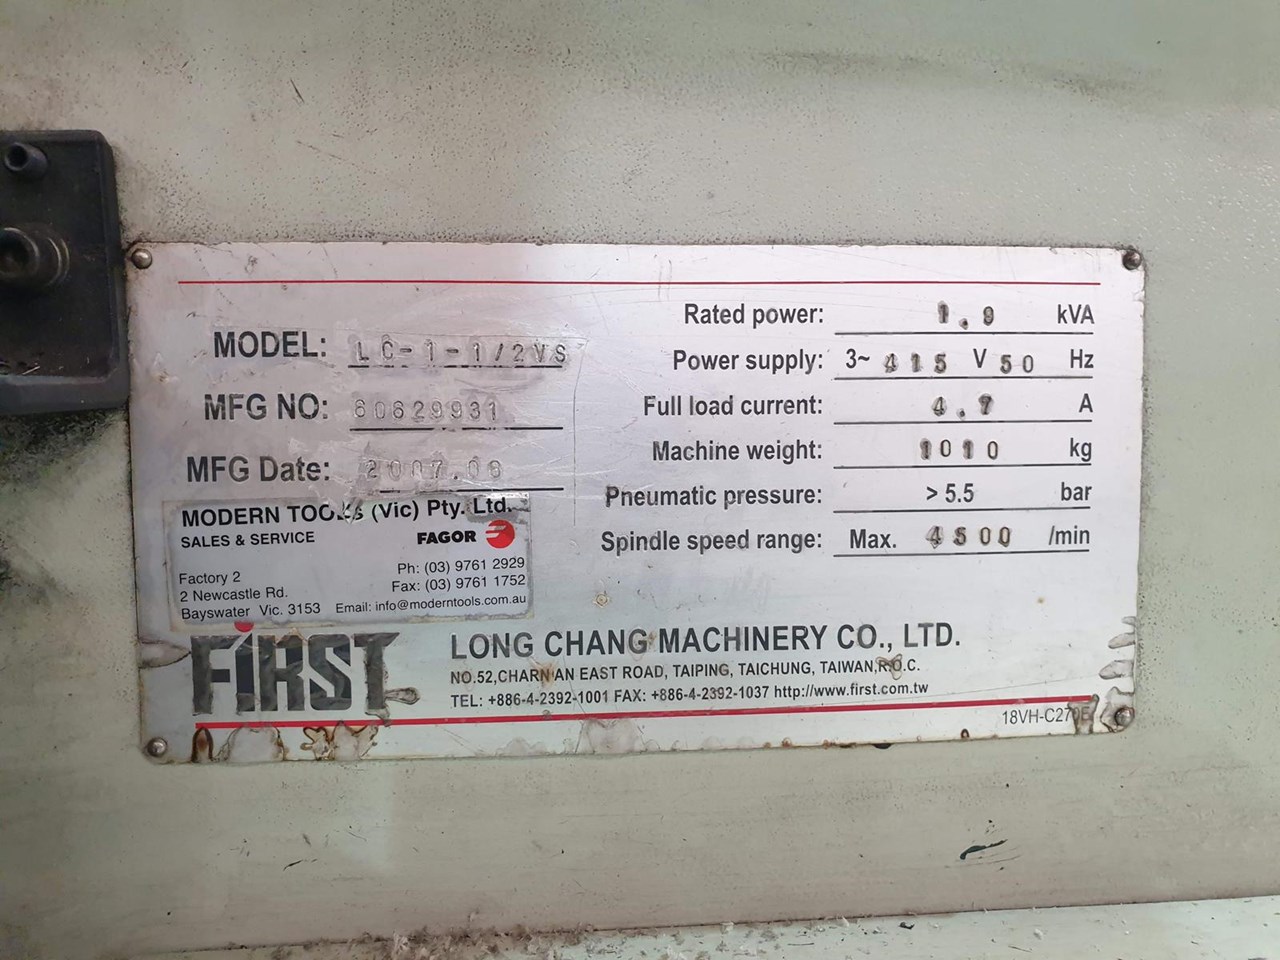 MODEL: LC-1-1/2VS
MFG NO: 60629931
MFG Date: 2007.06
Rated power: 1.9 kVA
Power supply: 3~ 415 V 50 Hz
Full load current: 4.7 A
Machine weight: 1010 kg
Pneumatic pressure: > 5.5 bar
Spindle speed range: Max. 4500 /min
MODERN TOOLS (Vic) Pty. Ltd.
SALES & SERVICE
FAGOR
Factory 2
Ph: (03) 9761 2929
2 Newcastle Rd.
Fax: (03) 9761 1752
Bayswater Vic. 3153 Email: info@moderntools.com.au
FIRST
LONG CHANG MACHINERY CO., LTD.
NO.52,CHARNIAN EAST ROAD, TAIPING, TAICHUNG, TAIWAN,R.O.C.
TEL: +886-4-2392-1001 FAX: +886-4-2392-1037 http://www.first.com.tw
18VH-C270E